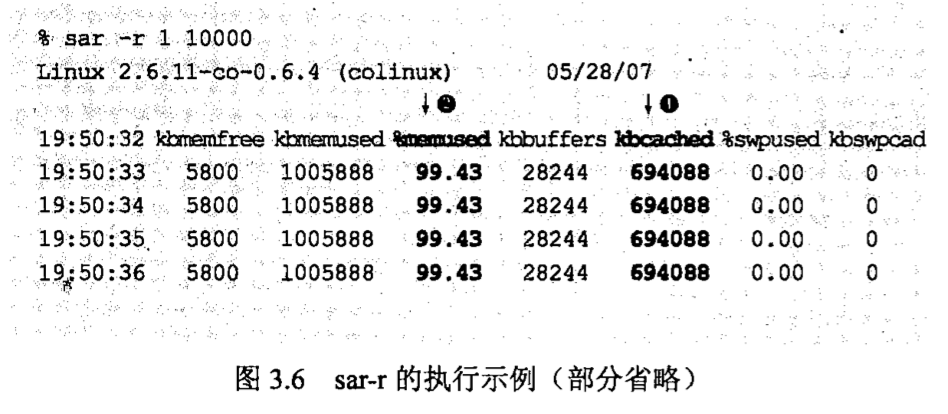 % sar -r 1 10000
Linux 2.6.11-co-0.6.4 (colinux) 05/28/07
↓❷ ↓❶
19:50:32 kbmemfree kbmemused %memused kbbuffers kbcached %swpused kbswpcad
19:50:33 5800 1005888 99.43 28244 694088 0.00 0
19:50:34 5800 1005888 99.43 28244 694088 0.00 0
19:50:35 5800 1005888 99.43 28244 694088 0.00 0
19:50:36 5800 1005888 99.43 28244 694088 0.00 0
图 3.6 sar-r 的执行示例（部分省略）